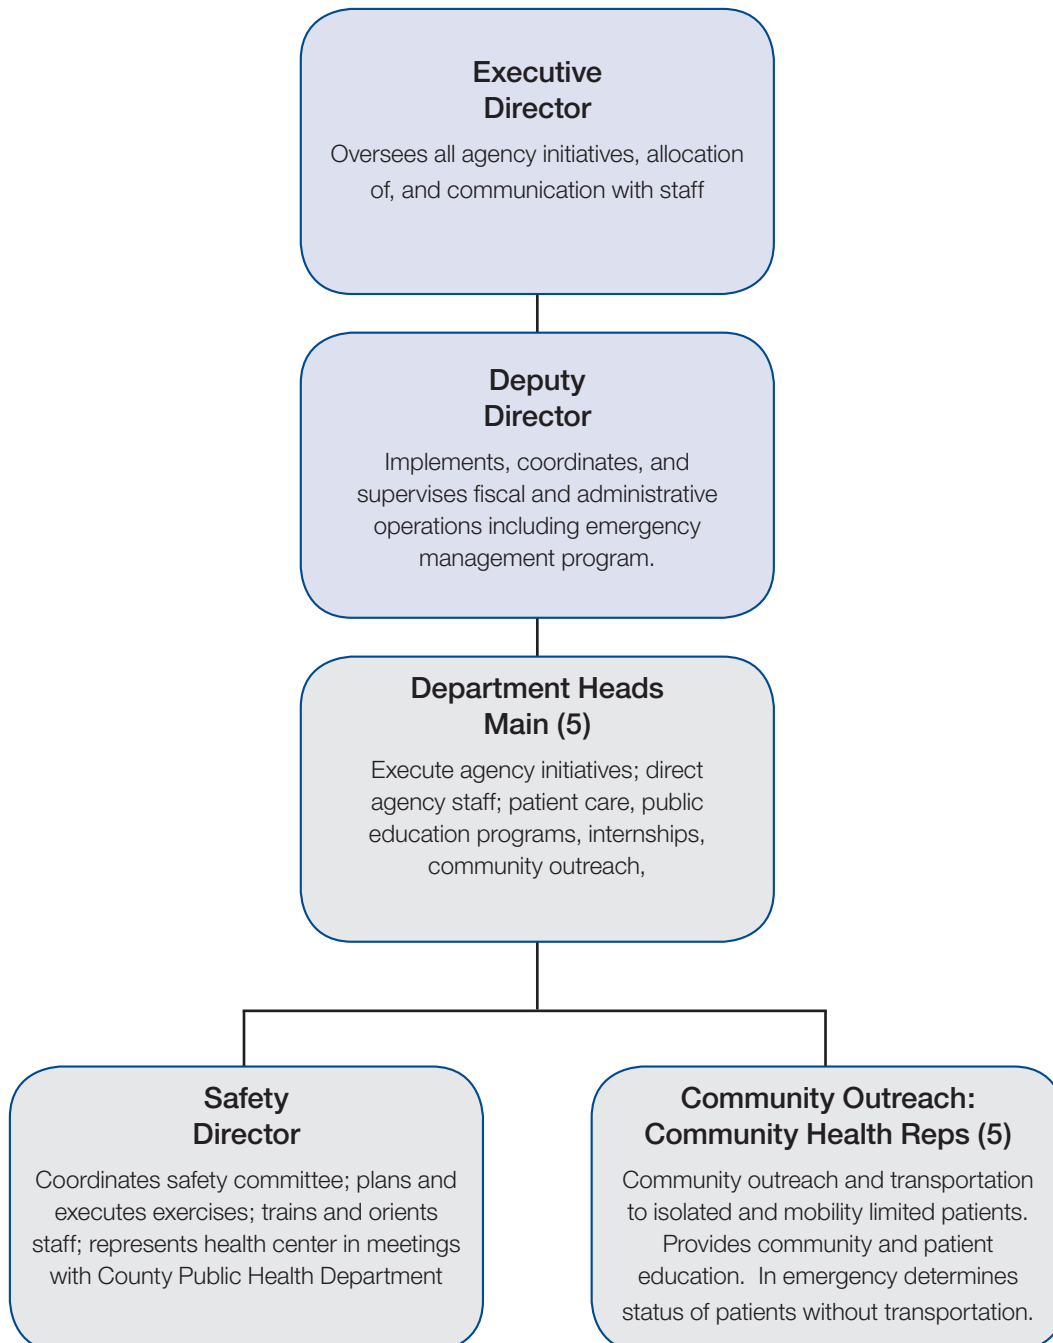 Executive
Director
Oversees all agency initiatives, allocation
of, and communication with staff
Deputy
Director
Implements, coordinates, and
supervises fiscal and administrative
operations including emergency
management program.
Department Heads
Main (5)
Execute agency initiatives; direct
agency staff; patient care, public
education programs, internships,
community outreach,
Safety
Director
Coordinates safety committee; plans and
executes exercises; trains and orients
staff; represents health center in meetings
with County Public Health Department
Community Outreach:
Community Health Reps (5)
Community outreach and transportation
to isolated and mobility limited patients.
Provides community and patient
education.  In emergency determines
status of patients without transportation.